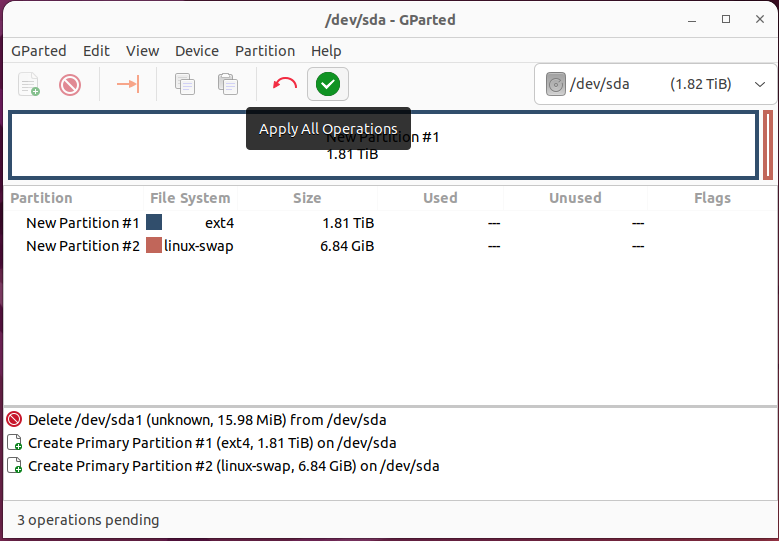 /dev/sda - GParted
GParted Edit View Device Partition Help
/dev/sda (1.82 TiB)
Apply All Operations
New Partition #1
1.81 TiB
Partition File System Size Used Unused Flags
New Partition #1 ext4 1.81 TiB --- ---
New Partition #2 linux-swap 6.84 GiB --- ---
Delete /dev/sda1 (unknown, 15.98 MiB) from /dev/sda
Create Primary Partition #1 (ext4, 1.81 TiB) on /dev/sda
Create Primary Partition #2 (linux-swap, 6.84 GiB) on /dev/sda
3 operations pending